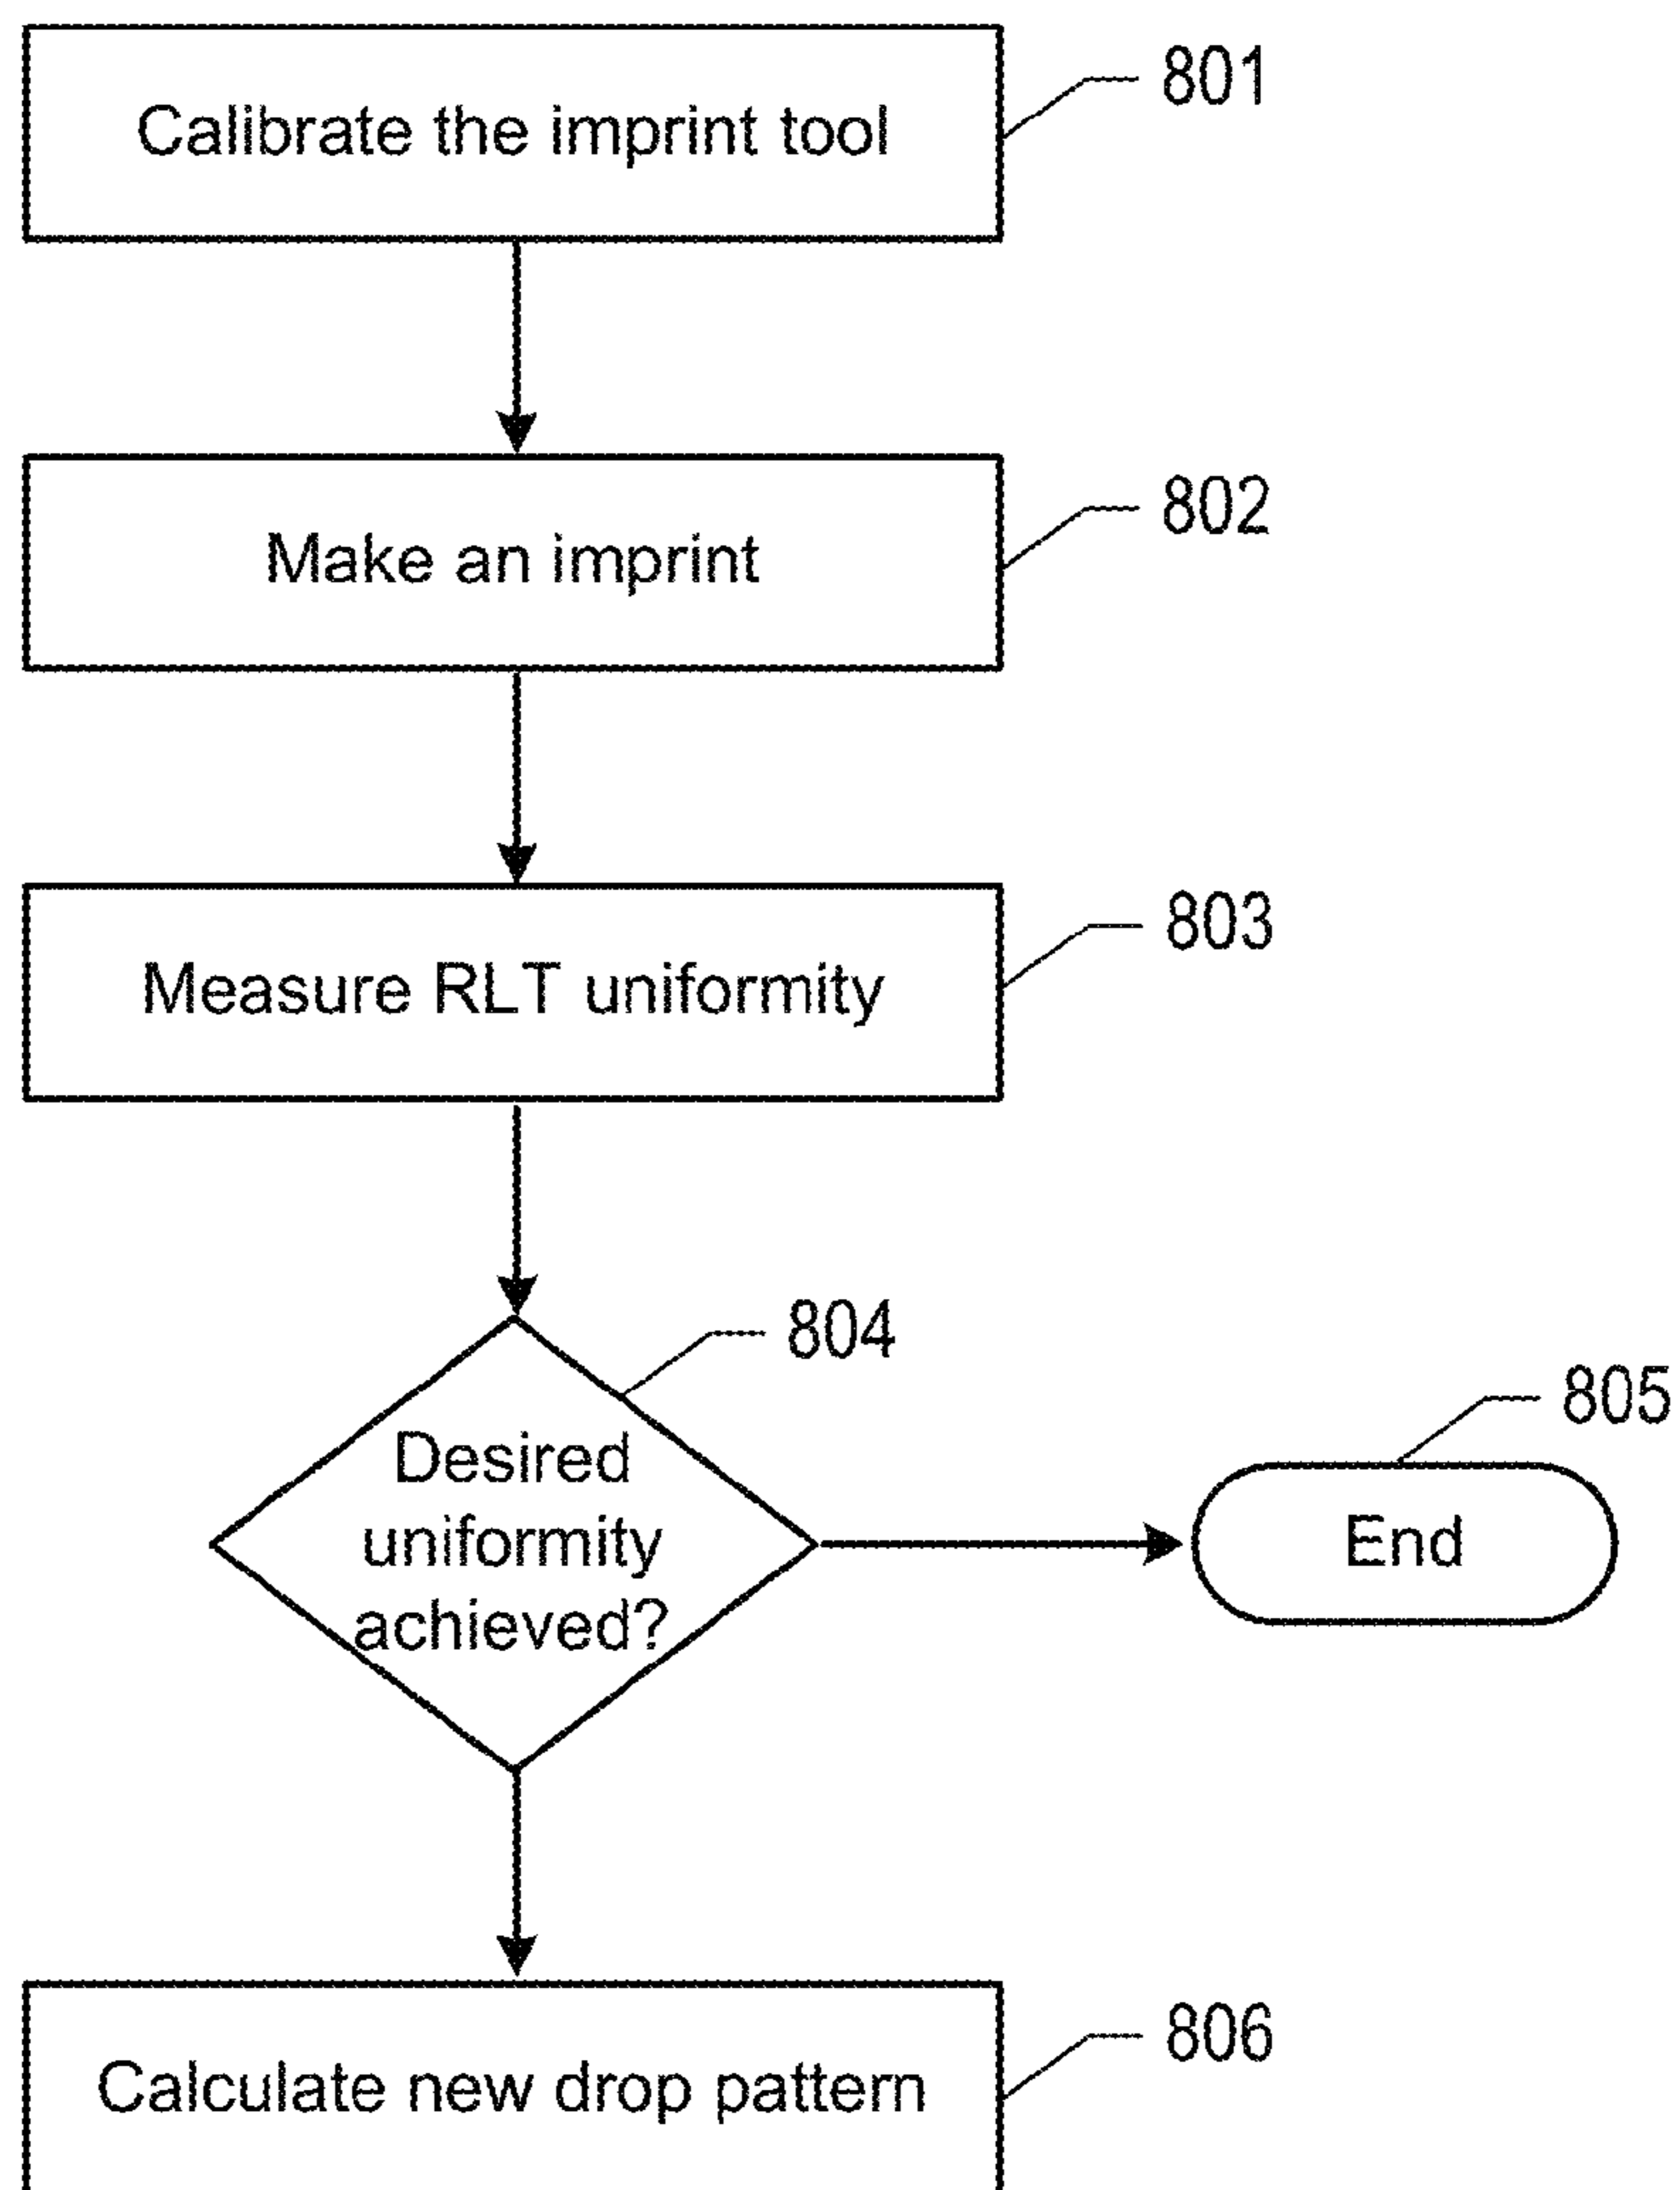 Calibrate the imprint tool
801
Make an imprint
802
Measure RLT uniformity
803
804
Desired
uniformity
achieved?
805
End
Calculate new drop pattern
806